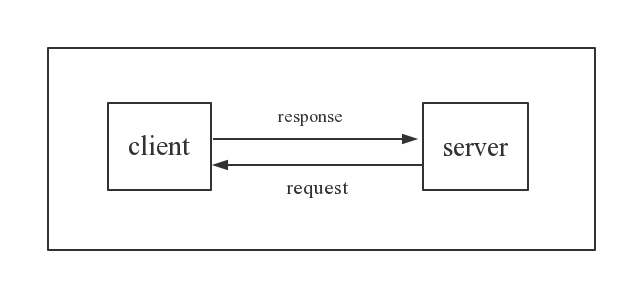 response
client
server
request